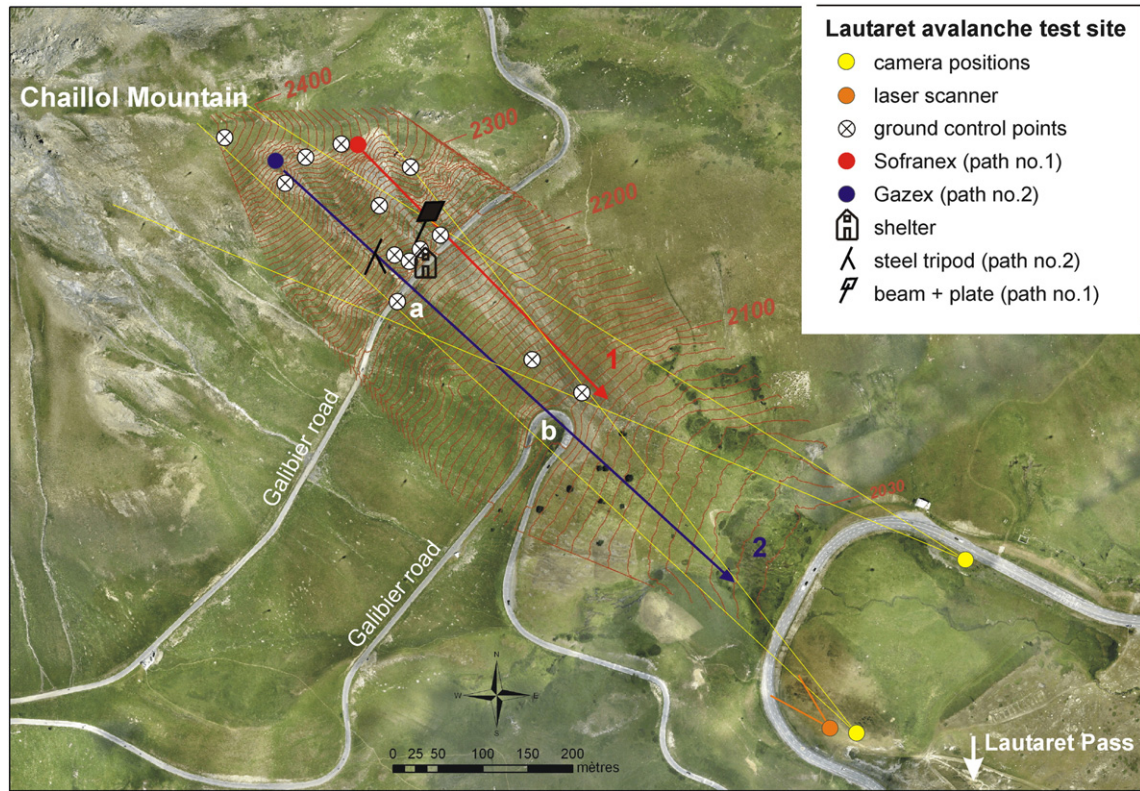 Lautaret avalanche test site
camera positions
laser scanner
ground control points
Sofranex (path no.1)
Gazex (path no.2)
shelter
steel tripod (path no.2)
beam + plate (path no.1)
Chaillol Mountain
2400
2300
2200
2100
2030
a
1
b
2
Galibier road
Galibier road
N
W E
S
0 25 50 100 150 200
mètres
Lautaret Pass